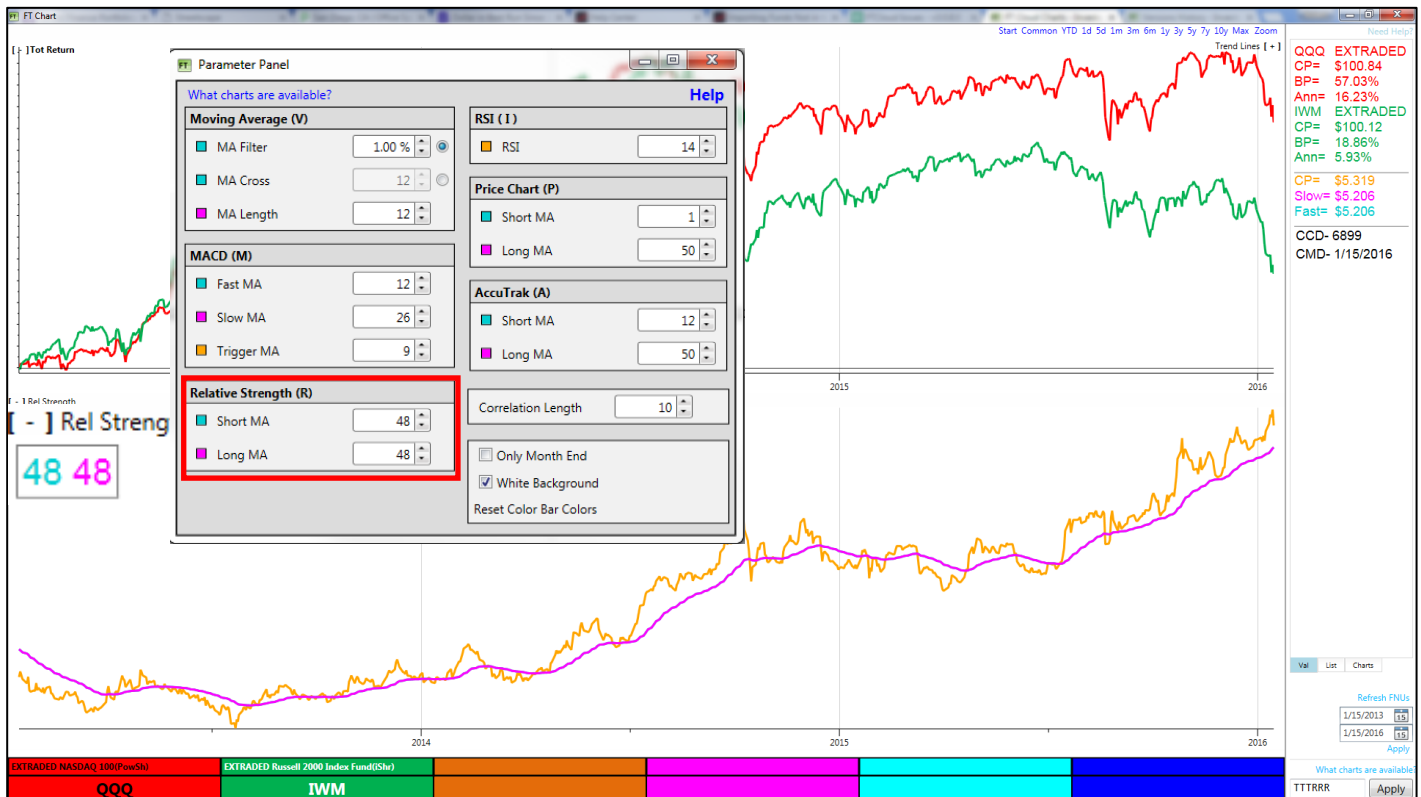 FT Chart
Start Common YTD 1d 5d 1m 3m 6m 1y 3y 5y 7y 10y Max Zoom
Need Help?
[ - ]Tot Return
Trend Lines [ + ]
Parameter Panel
What charts are available?
Help
Moving Average (V)
MA Filter 1.00 %
MA Cross 12
MA Length 12
MACD (M)
Fast MA 12
Slow MA 26
Trigger MA 9
Relative Strength (R)
Short MA 48
Long MA 48
RSI ( I )
RSI 14
Price Chart (P)
Short MA 1
Long MA 50
AccuTrak (A)
Short MA 12
Long MA 50
Correlation Length 10
Only Month End
White Background
Reset Color Bar Colors
QQQ EXTRADED
CP= $100.84
BP= 57.03%
Ann= 16.23%
IWM EXTRADED
CP= $100.12
BP= 18.86%
Ann= 5.93%
CP= $5.319
Slow= $5.206
Fast= $5.206
CCD- 6899
CMD- 1/15/2016
2015 2016
[ - ] Rel Strength
[ - ] Rel Streng
48 48
2014 2015 2016
Val List Charts
Refresh FNUs
1/15/2013 15
1/15/2016 15
Apply
What charts are available?
TTTRRR Apply
EXTRADED NASDAQ 100(PowSh)
QQQ
EXTRADED Russell 2000 Index Fund(iShr)
IWM